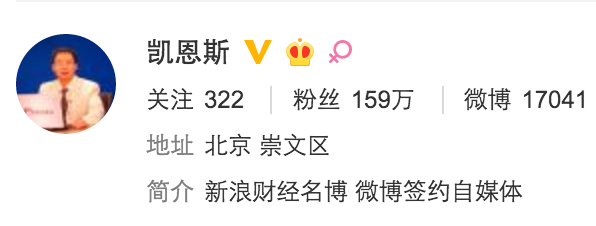 凯恩斯
关注 322 粉丝 159万 微博 17041
地址 北京 崇文区
简介 新浪财经名博 微博签约自媒体